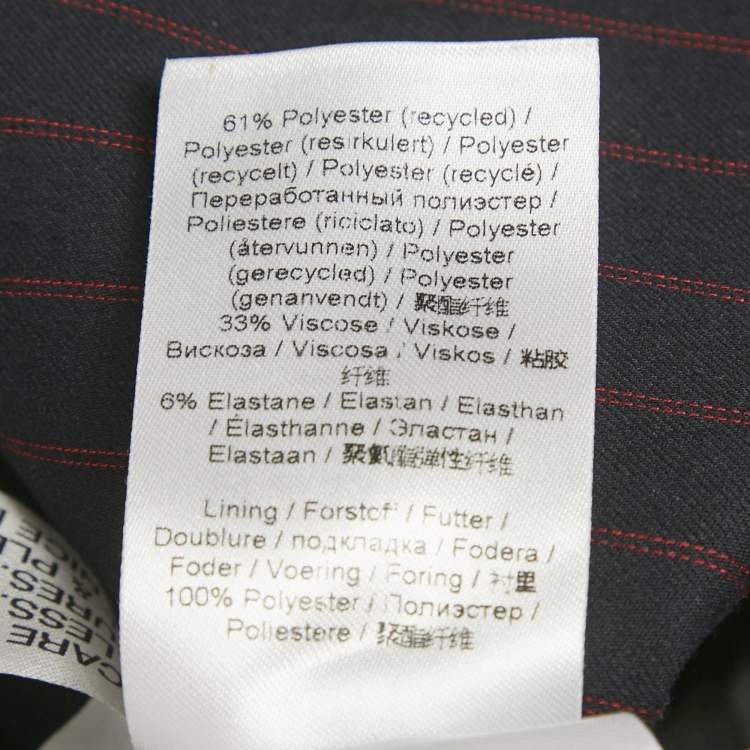 61% Polyester (recycled) /
Polyester (resirkulert) / Polyester
(recycelt) / Polyester (recyclé) /
Переработанный полиэстер /
Poliestere (riciclato) / Polyester
(återvunnen) / Polyester
(gerecycled) / Polyester
(genanvendt) / 聚酯纤维
33% Viscose / Viskose /
Вискоза / Viscosa / Viskos / 粘胶
纤维
6% Elastane / Elastan / Elasthan
/ Élasthanne / Эластан /
Elastaan / 聚氨酯弹性纤维
Lining / Forstoff / Futter /
Doublure / подкладка / Fodera /
Foder / Voering / Foring / 衬里
100% Polyester / Полиэстер /
Poliestere / 聚酯纤维
CARE